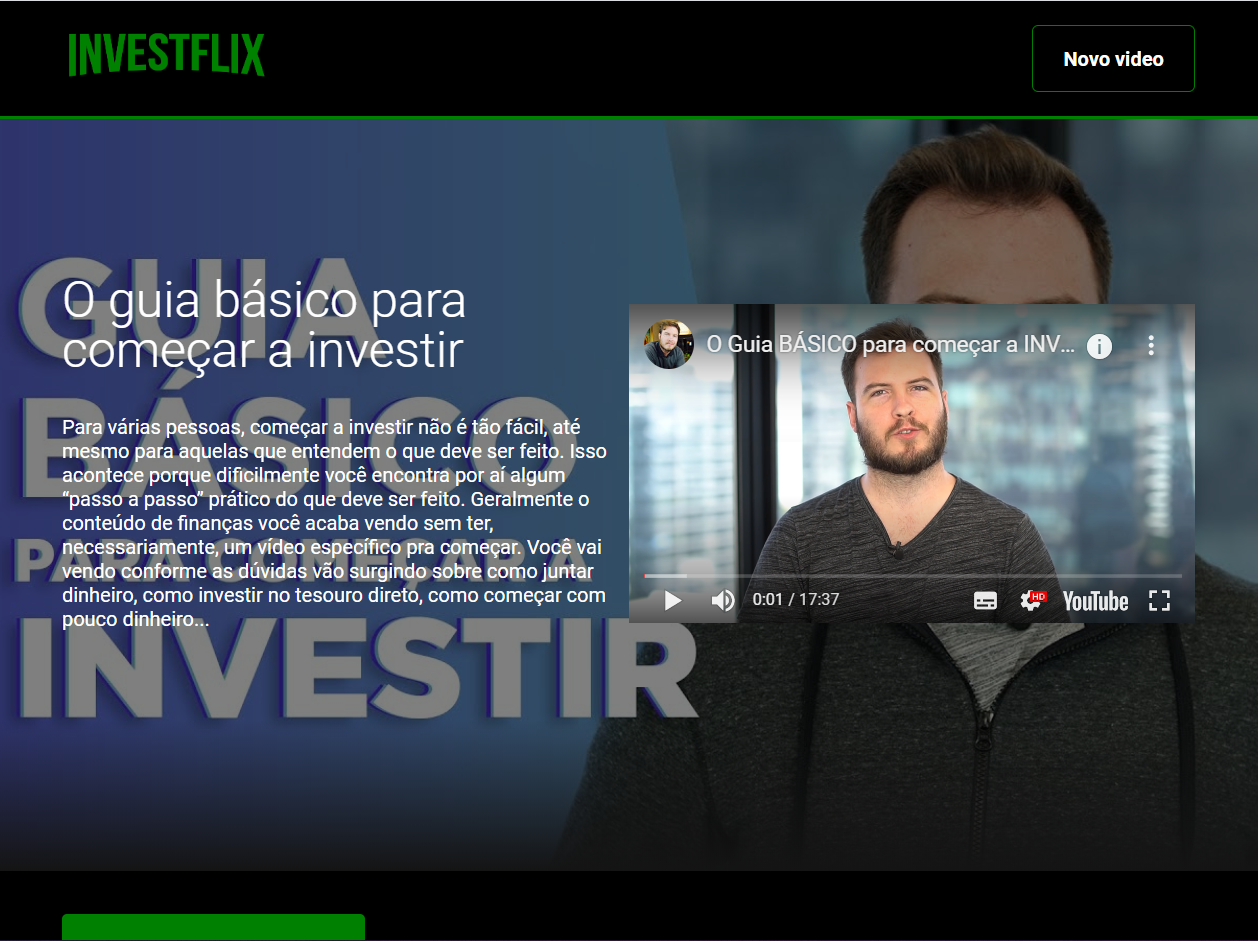 INVESTFLIX
Novo video
GUIA
BÁSICO
PARA COMEÇAR A
INVESTIR
O guia básico para
começar a investir
Para várias pessoas, começar a investir não é tão fácil, até
mesmo para aquelas que entendem o que deve ser feito. Isso
acontece porque dificilmente você encontra por aí algum
“passo a passo” prático do que deve ser feito. Geralmente o
conteúdo de finanças você acaba vendo sem ter,
necessariamente, um vídeo específico pra começar. Você vai
vendo conforme as dúvidas vão surgindo sobre como juntar
dinheiro, como investir no tesouro direto, como começar com
pouco dinheiro...
O Guia BÁSICO para começar a INV...
0:01 / 17:37
HD
YouTube